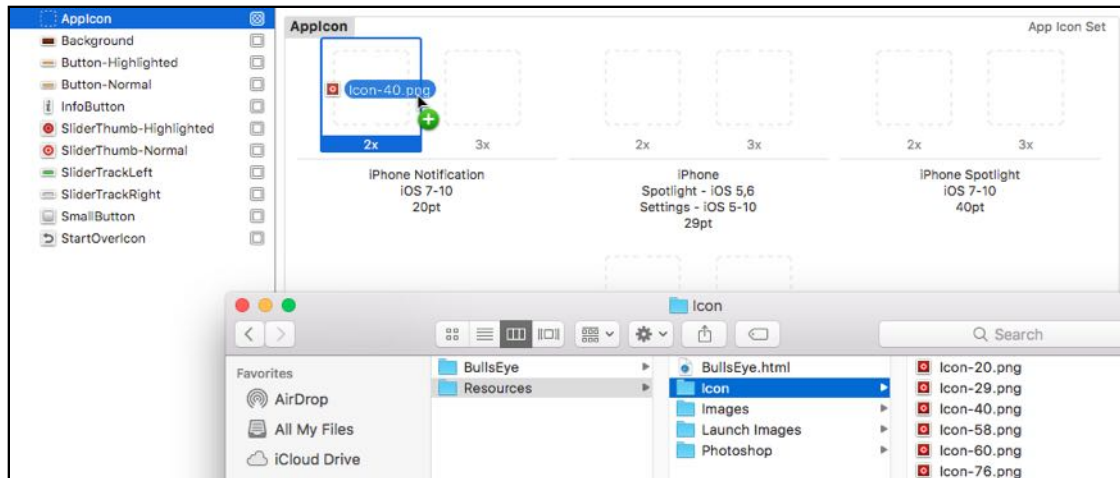 AppIcon
Background
Button-Highlighted
Button-Normal
InfoButton
SliderThumb-Highlighted
SliderThumb-Normal
SliderTrackLeft
SliderTrackRight
SmallButton
StartOverIcon
AppIcon
App Icon Set
Icon-40.png
2x
3x
2x
3x
2x
3x
iPhone Notification
iOS 7-10
20pt
iPhone
Spotlight - iOS 5,6
Settings - iOS 5-10
29pt
iPhone Spotlight
iOS 7-10
40pt
Icon
Search
Favorites
AirDrop
All My Files
iCloud Drive
BullsEye
Resources
BullsEye.html
Icon
Images
Launch Images
Photoshop
Icon-20.png
Icon-29.png
Icon-40.png
Icon-58.png
Icon-60.png
Icon-76.png